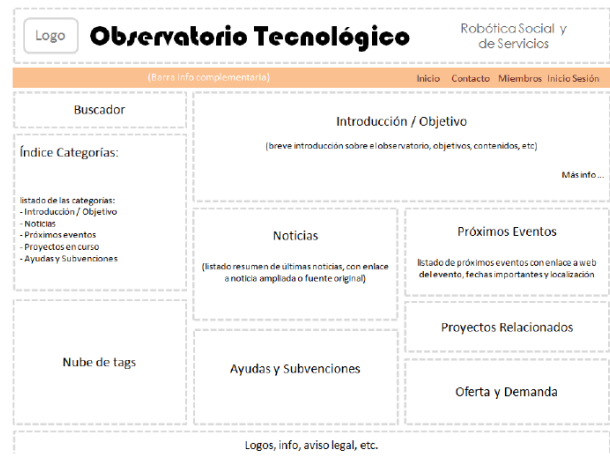 Logo
Observatorio Tecnológico
Robótica Social y
de Servicios
(Barra info complementaria)
Inicio Contacto Miembros Inicio Sesión
Buscador
Índice Categorías:
listado de las categorías:
- Introducción / Objetivo
- Noticias
- Próximos eventos
- Proyectos en curso
- Ayudas y Subvenciones
Nube de tags
Introducción / Objetivo
(breve introducción sobre el observatorio, objetivos, contenidos, etc)
Más info...
Noticias
(listado resumen de últimas noticias, con enlace
a noticia ampliada o fuente original)
Ayudas y Subvenciones
Próximos Eventos
listado de próximos eventos con enlace a web
del evento, fechas importantes y localización
Proyectos Relacionados
Oferta y Demanda
Logos, info, aviso legal, etc.